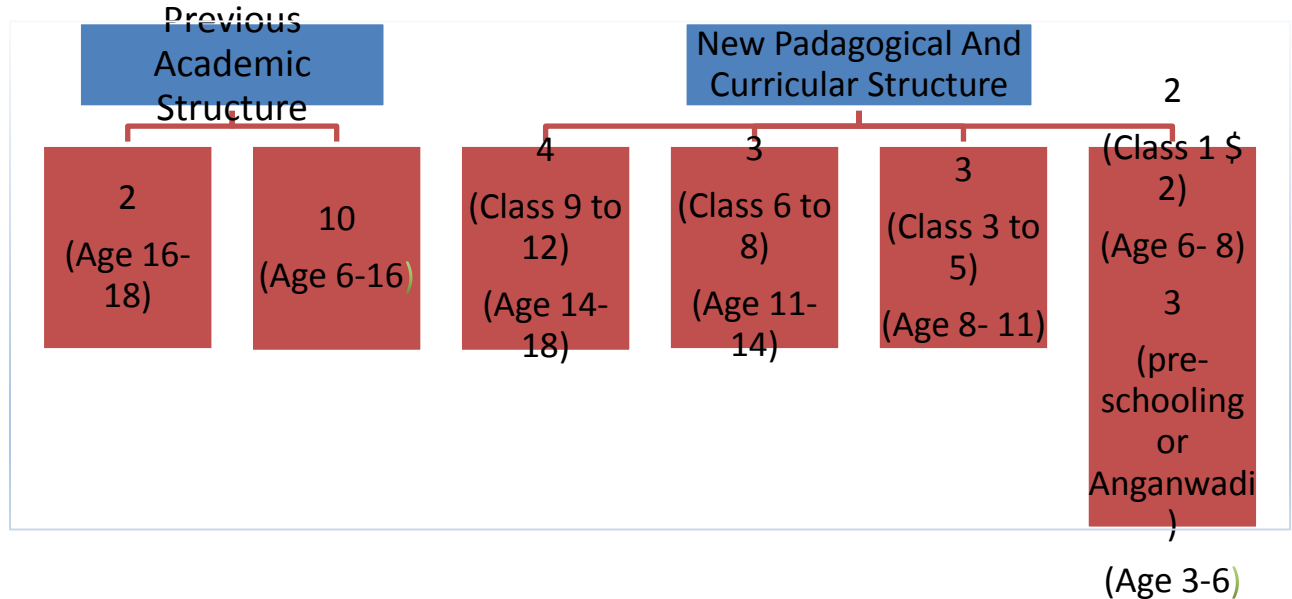 Previous
Academic
Structure
2
(Age 16-
18)
10
(Age 6-16)
New Padagogical And
Curricular Structure
4
(Class 9 to
12)
(Age 14-
18)
3
(Class 6 to
8)
(Age 11-
14)
3
(Class 3 to
5)
(Age 8- 11)
2
(Class 1 $
2)
(Age 6- 8)
3
(pre-
schooling
or
Anganwadi
)
(Age 3-6)